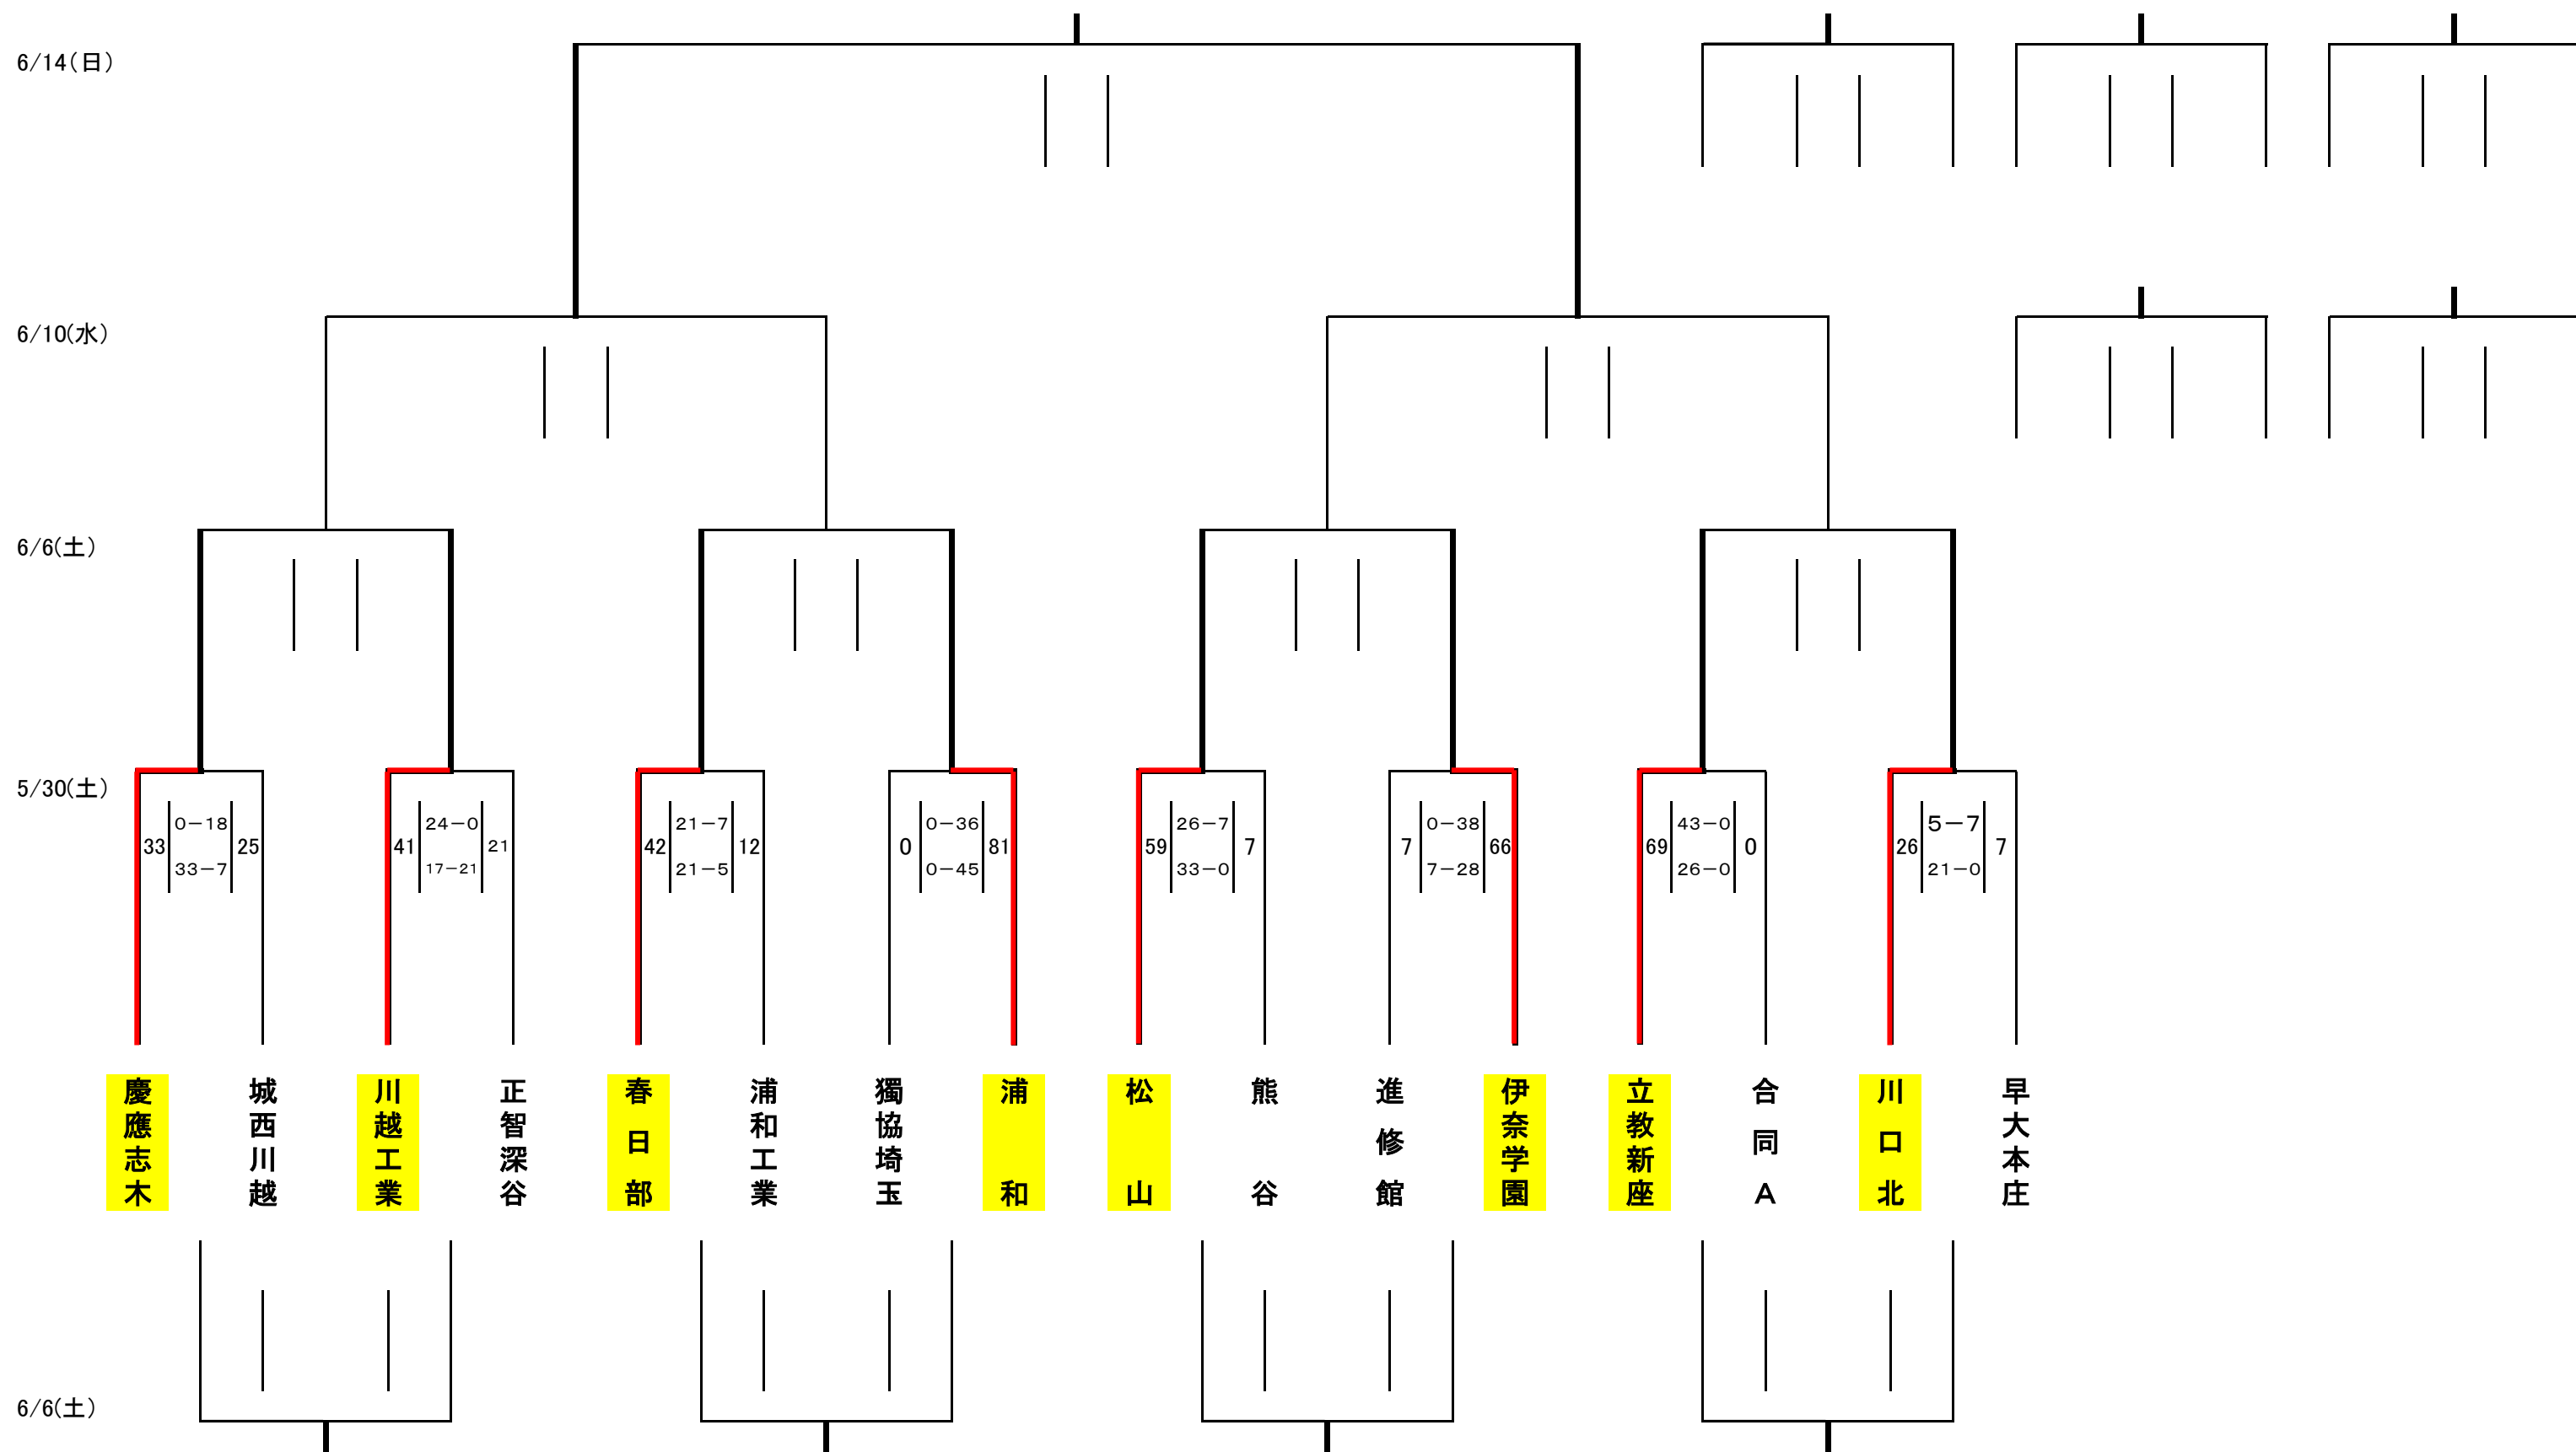 6/14(日)
6/10(水)
6/6(土)
5/30(土)
33 0－18 25
33－7
41 24－0 21
17－21
42 21－7 12
21－5
0 0－36 81
0－45
59 26－7 7
33－0
7 0－38 66
7－28
69 43－0 0
26－0
26 5－7 7
21－0
慶應志木
城西川越
川越工業
正智深谷
春日部
浦和工業
獨協埼玉
浦和
松山
熊谷
進修館
伊奈学園
立教新座
合同A
川口北
早大本庄
6/6(土)